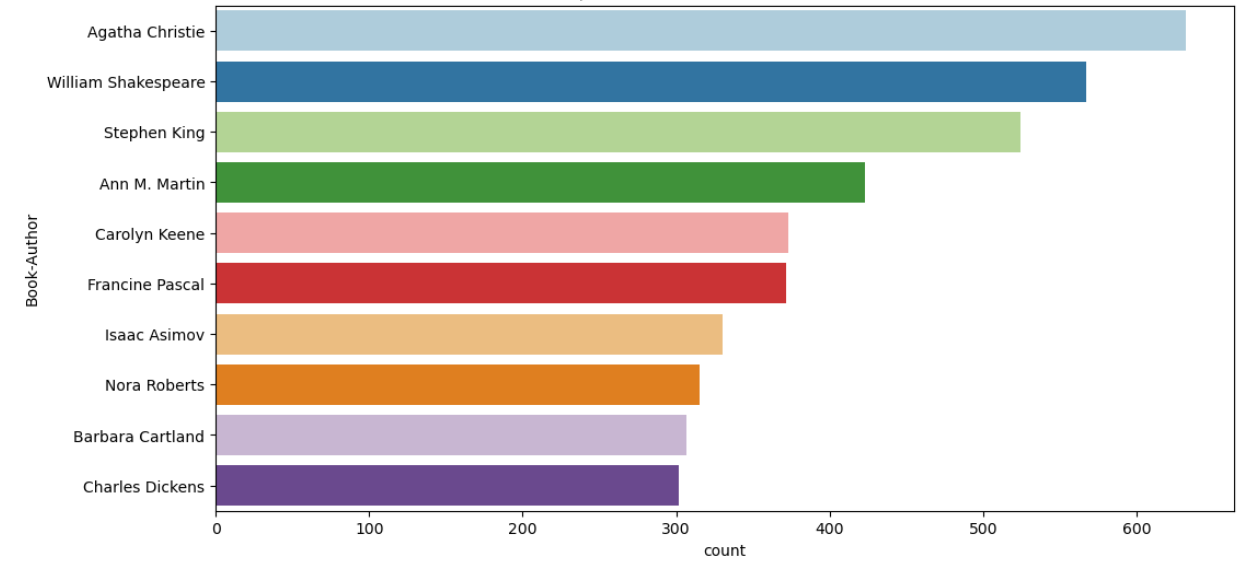 Agatha Christie
William Shakespeare
Stephen King
Ann M. Martin
Carolyn Keene
Francine Pascal
Isaac Asimov
Nora Roberts
Barbara Cartland
Charles Dickens
Book-Author
0 100 200 300 400 500 600
count